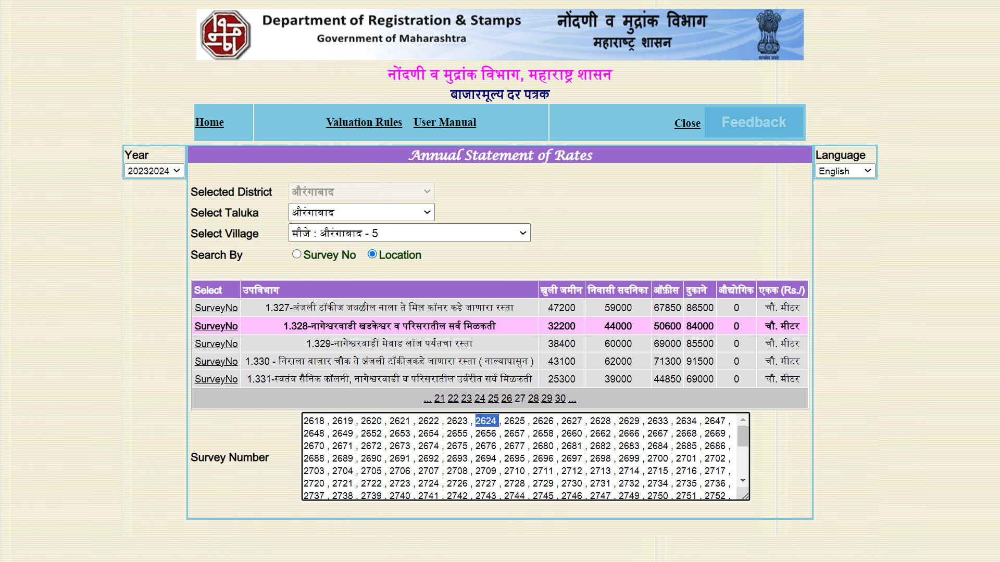 Department of Registration & Stamps
Government of Maharashtra
नोंदणी व मुद्रांक विभाग
महाराष्ट्र शासन
सत्यमेव जयते
नोंदणी व मुद्रांक विभाग, महाराष्ट्र शासन
बाजारमूल्य दर पत्रक
Home Valuation Rules User Manual Close Feedback
Year
20232024
Annual Statement of Rates
Language
English
Selected District औरंगाबाद
Select Taluka औरंगाबाद
Select Village मौजे : औरंगाबाद - 5
Search By Survey No Location
Select उपविभाग खुली जमीन निवासी सदनिका ऑफ़ीस दुकाने औद्योगिक एकक (Rs./)
SurveyNo 1.327-अंजली टॉकीज जवळील नाला ते मिल कॉनर कडे जाणारा रस्ता 47200 59000 67850 86500 0 चौ. मीटर
SurveyNo 1.328-नागेश्वरवाडी खडकेश्वर व परिसरातील सर्व मिळकती 32200 44000 50600 84000 0 चौ. मीटर
SurveyNo 1.329-नागेश्वरवाडी मेवाड लॉज पर्यतचा रस्ता 38400 60000 69000 85500 0 चौ. मीटर
SurveyNo 1.330 - निराला बाजार चौक ते अंजली टॉकीजकडे जाणारा रस्ता ( नाल्यापासुन ) 43100 62000 71300 91500 0 चौ. मीटर
SurveyNo 1.331-स्वतंत्र सैनिक कॉलनी, नागेश्वरवाडी व परिसरातील उर्वरीत सर्व मिळकती 25300 39000 44850 69000 0 चौ. मीटर
... 21 22 23 24 25 26 27 28 29 30 ...
Survey Number
2618 , 2619 , 2620 , 2621 , 2622 , 2623 , 2624 , 2625 , 2626 , 2627 , 2628 , 2629 , 2633 , 2634 , 2647 ,
2648 , 2649 , 2652 , 2653 , 2654 , 2655 , 2656 , 2657 , 2658 , 2660 , 2662 , 2666 , 2667 , 2668 , 2669 ,
2670 , 2671 , 2672 , 2673 , 2674 , 2675 , 2676 , 2677 , 2680 , 2681 , 2682 , 2683 , 2684 , 2685 , 2686 ,
2688 , 2689 , 2690 , 2691 , 2692 , 2693 , 2694 , 2695 , 2696 , 2697 , 2698 , 2699 , 2700 , 2701 , 2702 ,
2703 , 2704 , 2705 , 2706 , 2707 , 2708 , 2709 , 2710 , 2711 , 2712 , 2713 , 2714 , 2715 , 2716 , 2717 ,
2720 , 2721 , 2722 , 2723 , 2724 , 2726 , 2727 , 2728 , 2729 , 2730 , 2731 , 2732 , 2734 , 2735 , 2736 ,
2737 , 2738 , 2739 , 2740 , 2741 , 2742 , 2743 , 2744 , 2745 , 2746 , 2747 , 2749 , 2750 , 2751 , 2752 ,